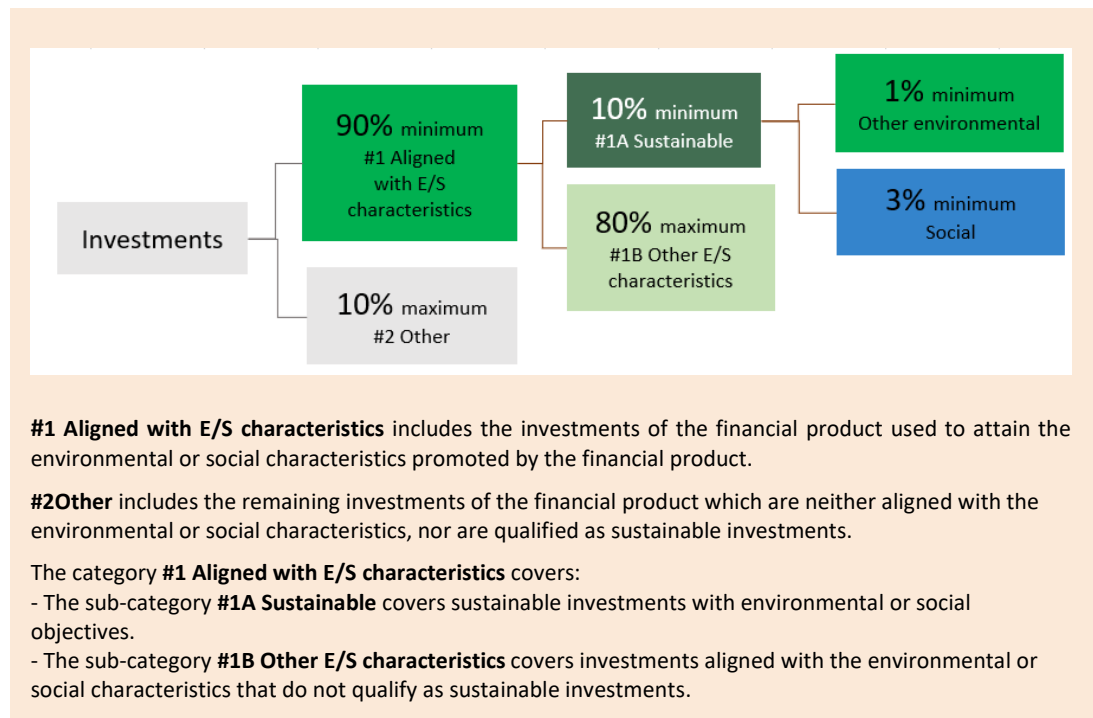 Investments
90% minimum
#1 Aligned
with E/S
characteristics
10% maximum
#2 Other
10% minimum
#1A Sustainable
80% maximum
#1B Other E/S
characteristics
1% minimum
Other environmental
3% minimum
Social
#1 Aligned with E/S characteristics includes the investments of the financial product used to attain the
environmental or social characteristics promoted by the financial product.
#2Other includes the remaining investments of the financial product which are neither aligned with the
environmental or social characteristics, nor are qualified as sustainable investments.
The category #1 Aligned with E/S characteristics covers:
- The sub-category #1A Sustainable covers sustainable investments with environmental or social
objectives.
- The sub-category #1B Other E/S characteristics covers investments aligned with the environmental or
social characteristics that do not qualify as sustainable investments.